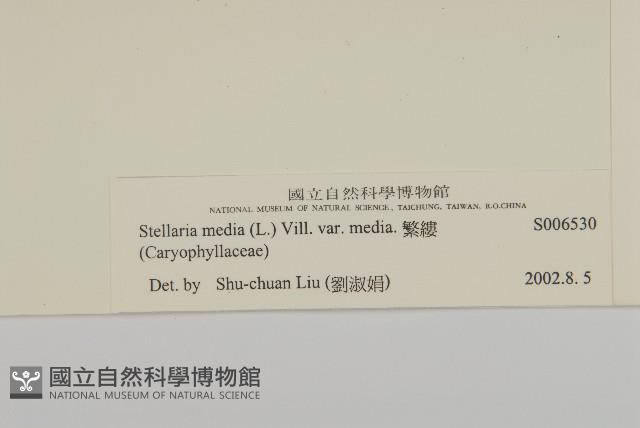 國立自然科學博物館
NATIONAL MUSEUM OF NATURAL SCIENCE, TAICHUNG, TAIWAN, R.O.CHINA
Stellaria media (L.) Vill. var. media. 繁縷 S006530
(Caryophyllaceae)
Det. by Shu-chuan Liu (劉淑娟) 2002.8. 5
國立自然科學博物館
NATIONAL MUSEUM OF NATURAL SCIENCE